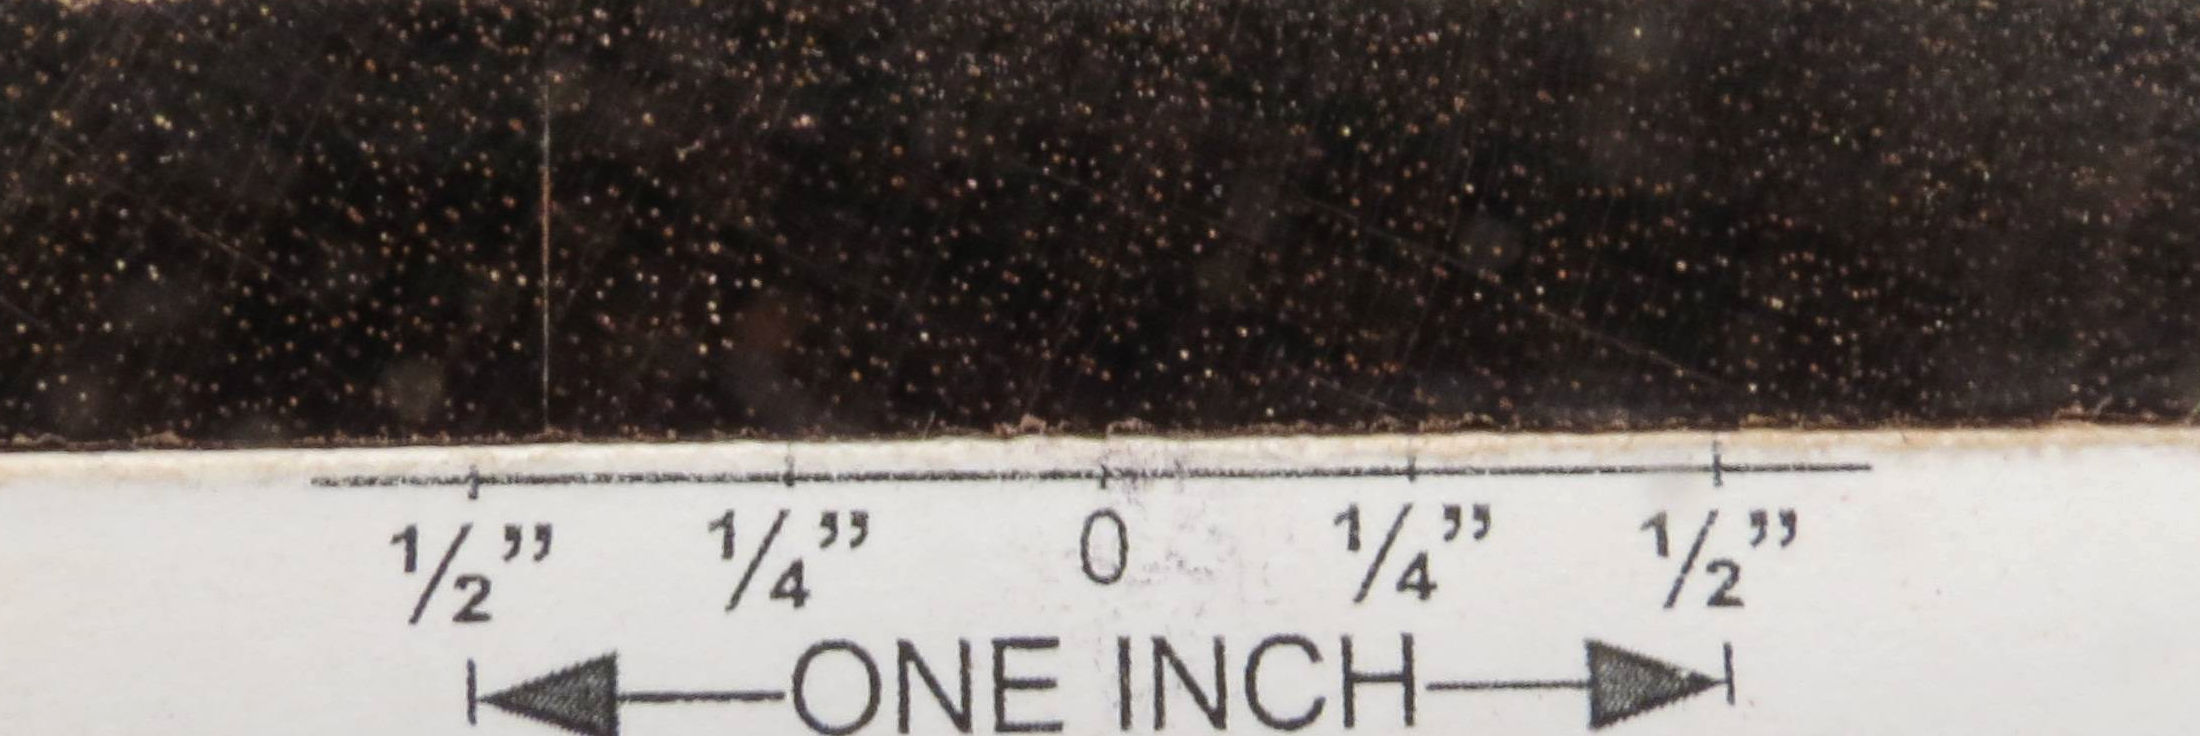 1/2” 1/4” 0 1/4” 1/2”
ONE INCH